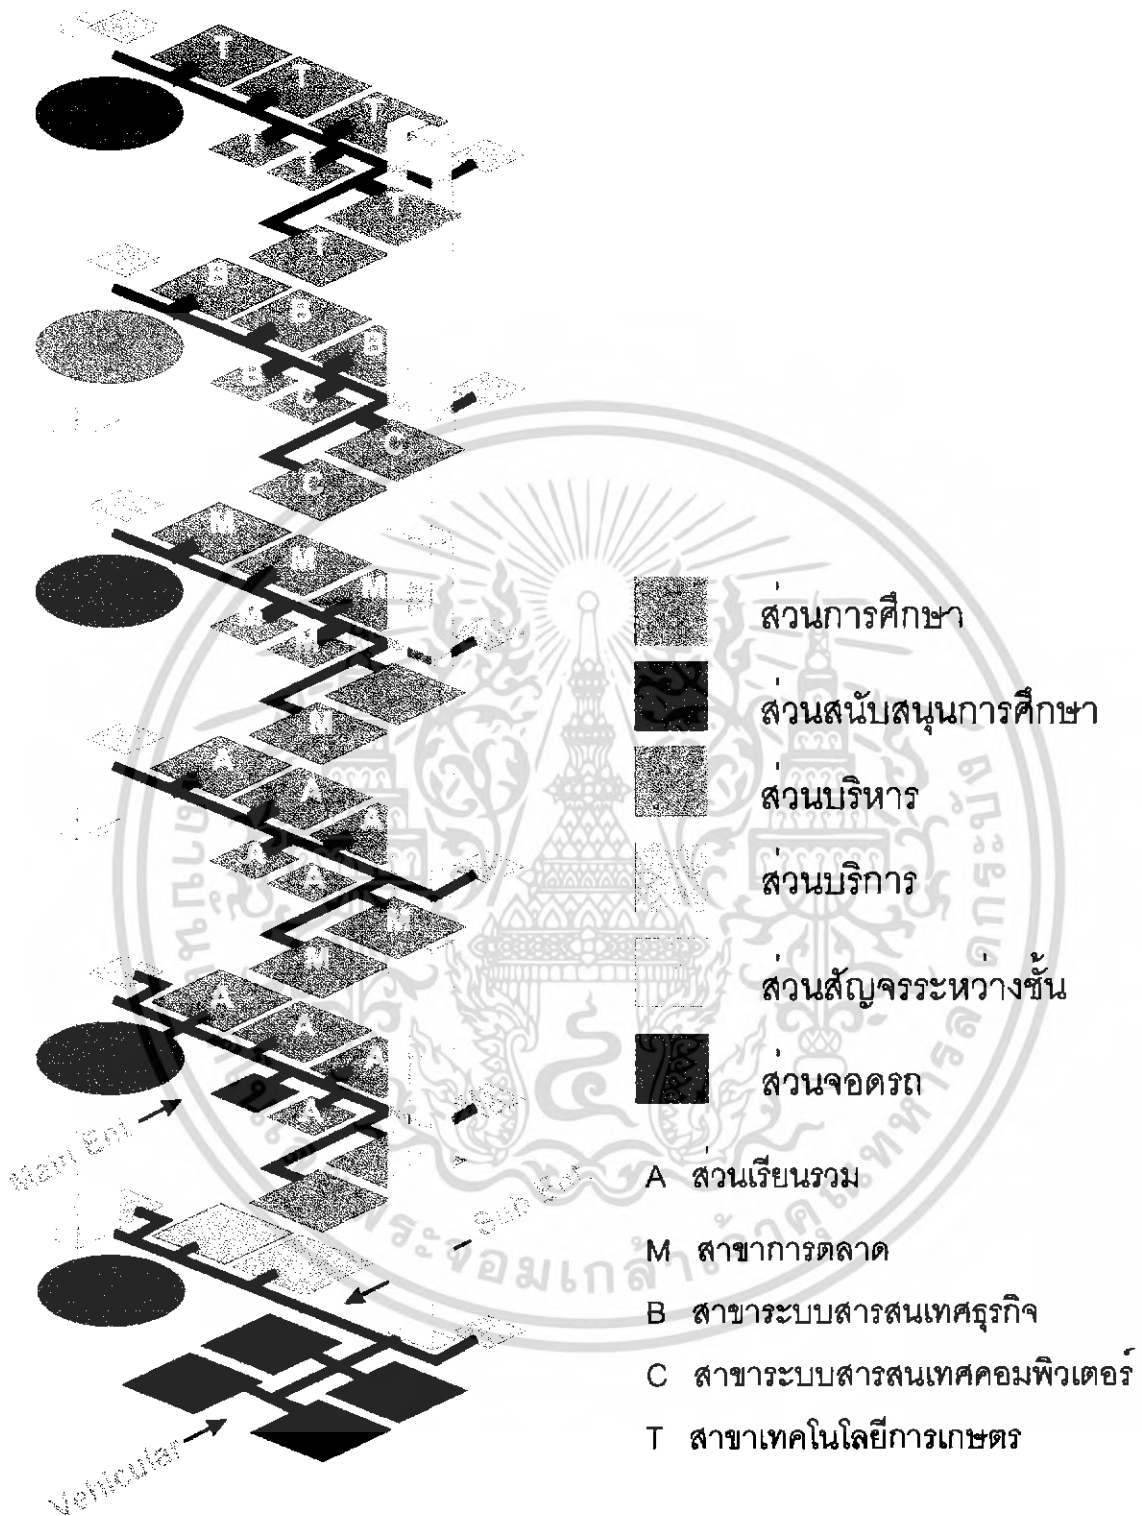 T
T
T
T
T
T
T
B
B
B
B
C
C
C
M
M
M
A
M
M
A
A
A
A
A
M
M
A
A
A
A
Main Ent.
Sub Ent.
Vehicular
ส่วนการศึกษา
ส่วนสนับสนุนการศึกษา
ส่วนบริหาร
ส่วนบริการ
ส่วนสัญจรระหว่างชั้น
ส่วนจอดรถ
A ส่วนเรียนรวม
M สาขาการตลาด
B สาขาระบบสารสนเทศธุรกิจ
C สาขาระบบสารสนเทศคอมพิวเตอร์
T สาขาเทคโนโลยีการเกษตร